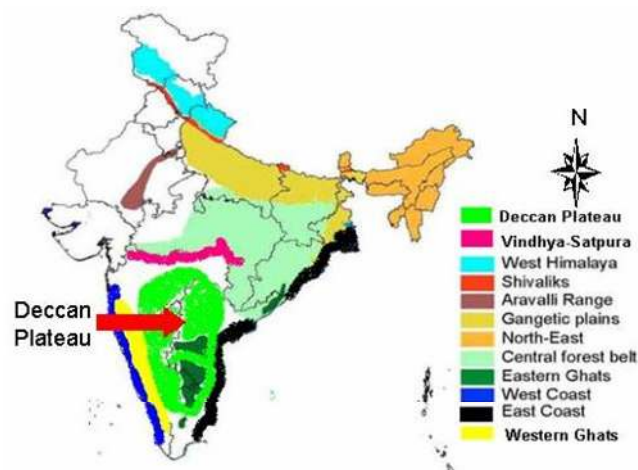 N
Deccan Plateau
Vindhya-Satpura
West Himalaya
Shivaliks
Aravalli Range
Gangetic plains
North-East
Central forest belt
Eastern Ghats
West Coast
East Coast
Western Ghats
Deccan
Plateau